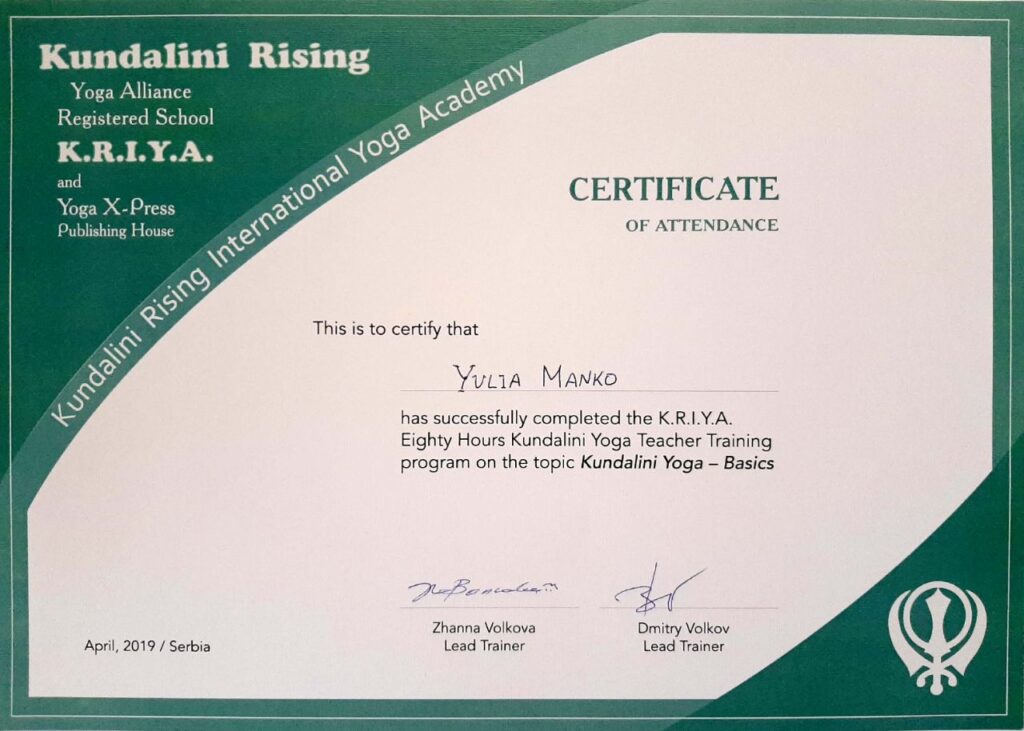 Kundalini Rising
Yoga Alliance
Registered School
K.R.I.Y.A.
and
Yoga X-Press
Publishing House
Kundalini Rising International Yoga Academy
CERTIFICATE
OF ATTENDANCE
This is to certify that
YULIA MANKO
has successfully completed the K.R.I.Y.A.
Eighty Hours Kundalini Yoga Teacher Training
program on the topic Kundalini Yoga – Basics
Zhanna Volkova
Lead Trainer
Dmitry Volkov
Lead Trainer
April, 2019 / Serbia